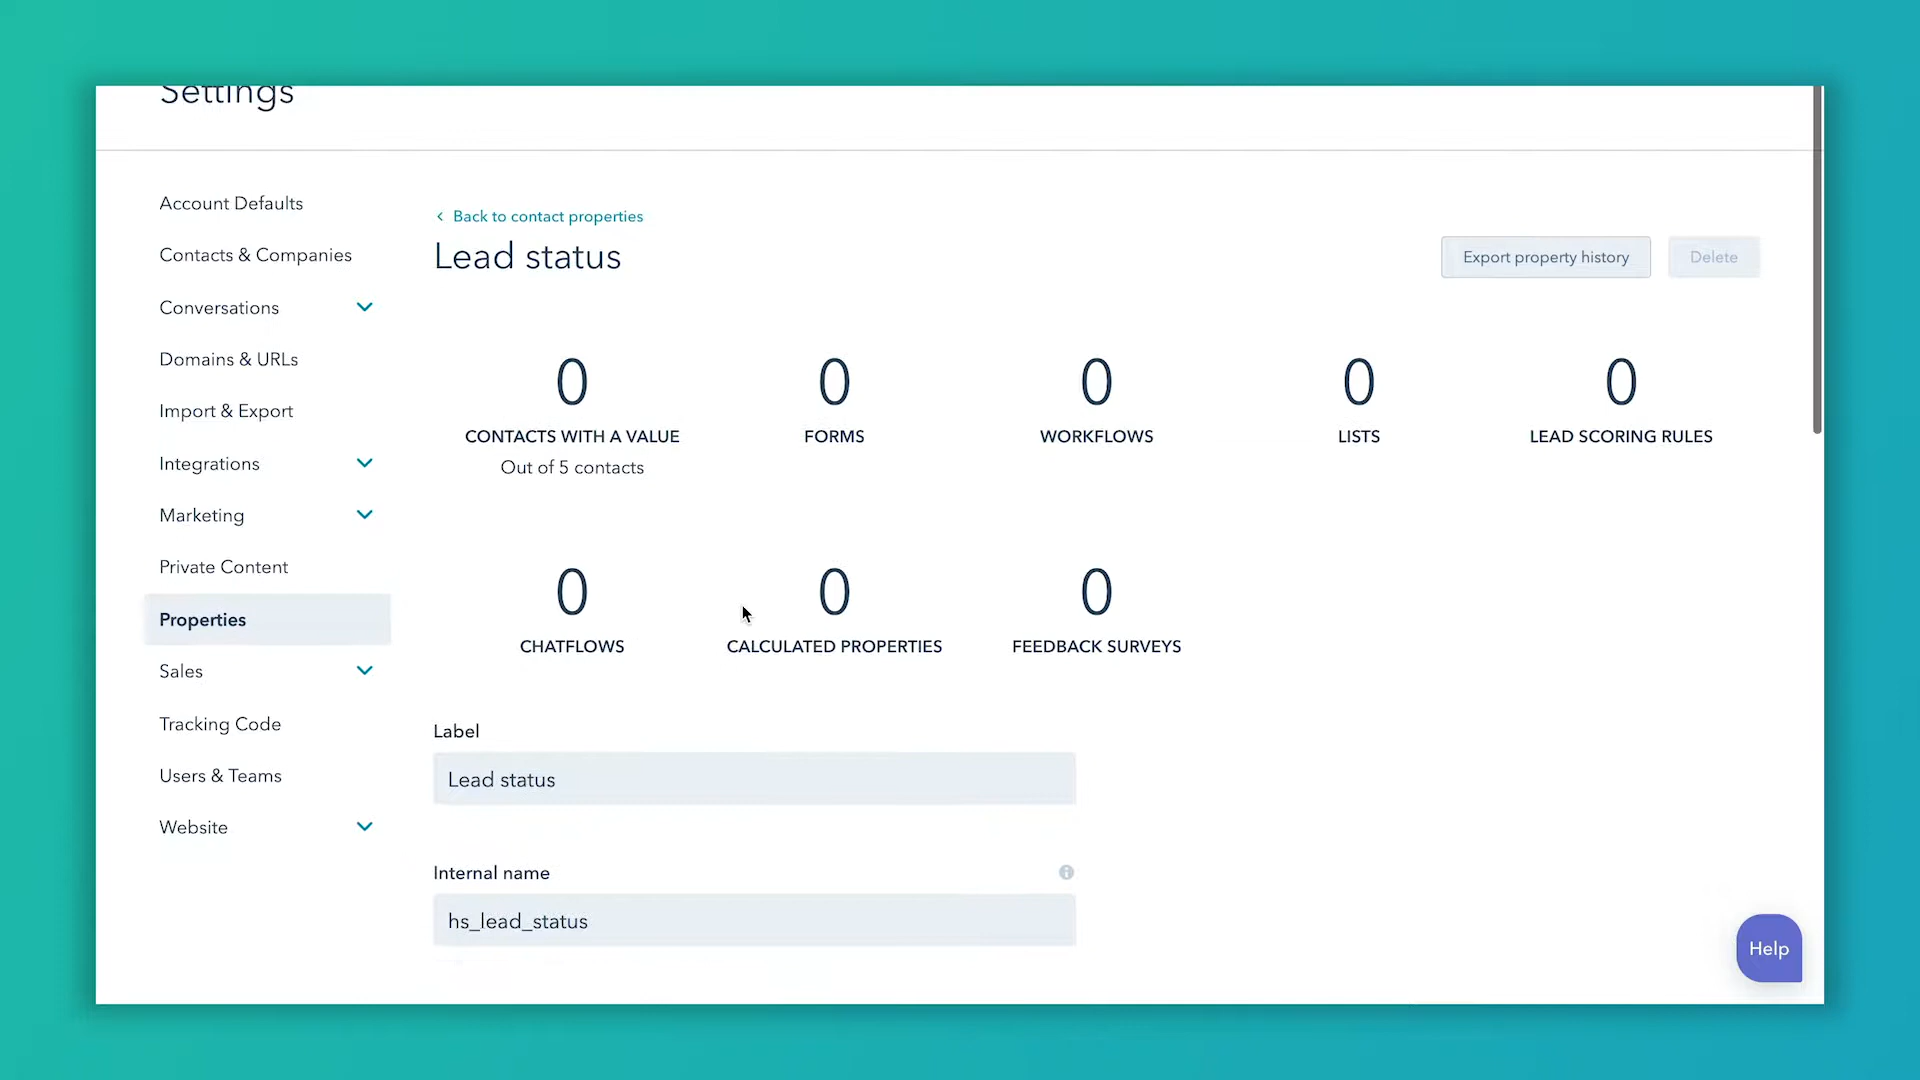 Settings
Account Defaults
Contacts & Companies
Conversations
Domains & URLs
Import & Export
Integrations
Marketing
Private Content
Properties
Sales
Tracking Code
Users & Teams
Website
Back to contact properties
Lead status
Export property history
Delete
0
CONTACTS WITH A VALUE
Out of 5 contacts
0
FORMS
0
WORKFLOWS
0
LISTS
0
LEAD SCORING RULES
0
CHATFLOWS
0
CALCULATED PROPERTIES
0
FEEDBACK SURVEYS
Label
Lead status
Internal name
hs_lead_status
Help